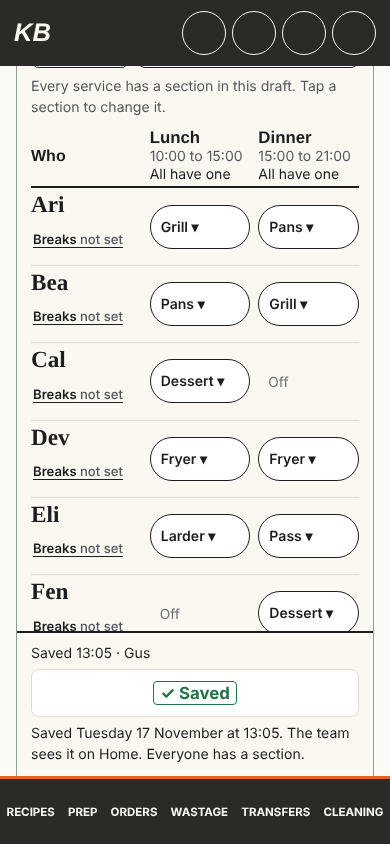 KB
Every service has a section in this draft. Tap a
section to change it.
Who
Lunch
10:00 to 15:00
All have one
Dinner
15:00 to 21:00
All have one
Ari
Breaks not set
Grill ▾
Pans ▾
Bea
Breaks not set
Pans ▾
Grill ▾
Cal
Breaks not set
Dessert ▾
Off
Dev
Breaks not set
Fryer ▾
Fryer ▾
Eli
Breaks not set
Larder ▾
Pass ▾
Fen
Breaks not set
Off
Dessert ▾
Saved 13:05 · Gus
✓ Saved
Saved Tuesday 17 November at 13:05. The team
sees it on Home. Everyone has a section.
RECIPES PREP ORDERS WASTAGE TRANSFERS CLEANING